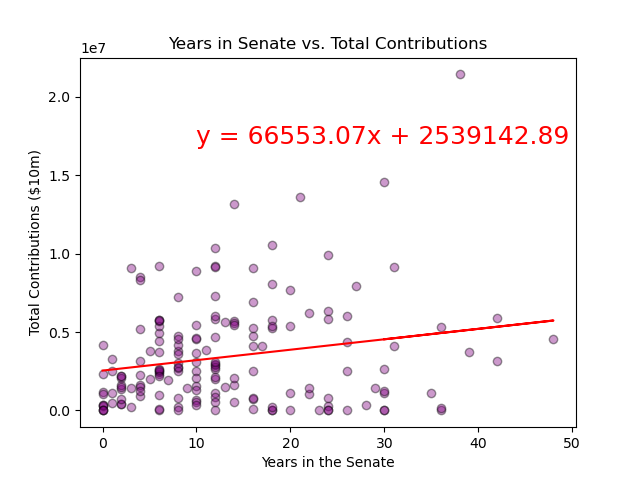 Years in Senate vs. Total Contributions
1e7
2.0
1.5
1.0
0.5
0.0
Total Contributions ($10m)
y = 66553.07x + 2539142.89
0 10 20 30 40 50
Years in the Senate